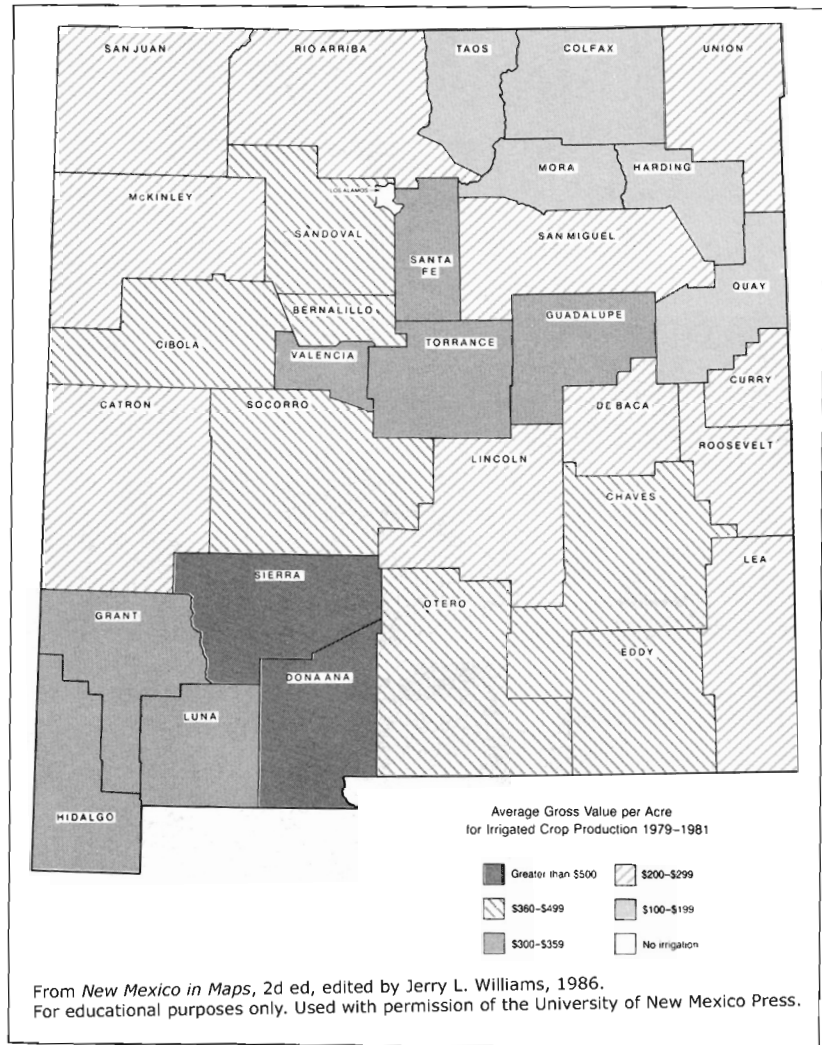 SAN JUAN
RIO ARRIBA
TAOS
COLFAX
UNION
MORA
HARDING
McKINLEY
LOS ALAMOS
SANDOVAL
SANTA
FE
SAN MIGUEL
QUAY
BERNALILLO
GUADALUPE
CIBOLA
VALENCIA
TORRANCE
CURRY
CATRON
SOCORRO
DE BACA
ROOSEVELT
LINCOLN
CHAVES
LEA
SIERRA
OTERO
GRANT
EDDY
DONA ANA
LUNA
HIDALGO
Average Gross Value per Acre
for Irrigated Crop Production 1979–1981
Greater than $500
$200–$299
$360–$499
$100–$199
$300–$359
No irrigation
From New Mexico in Maps, 2d ed, edited by Jerry L. Williams, 1986.
For educational purposes only. Used with permission of the University of New Mexico Press.